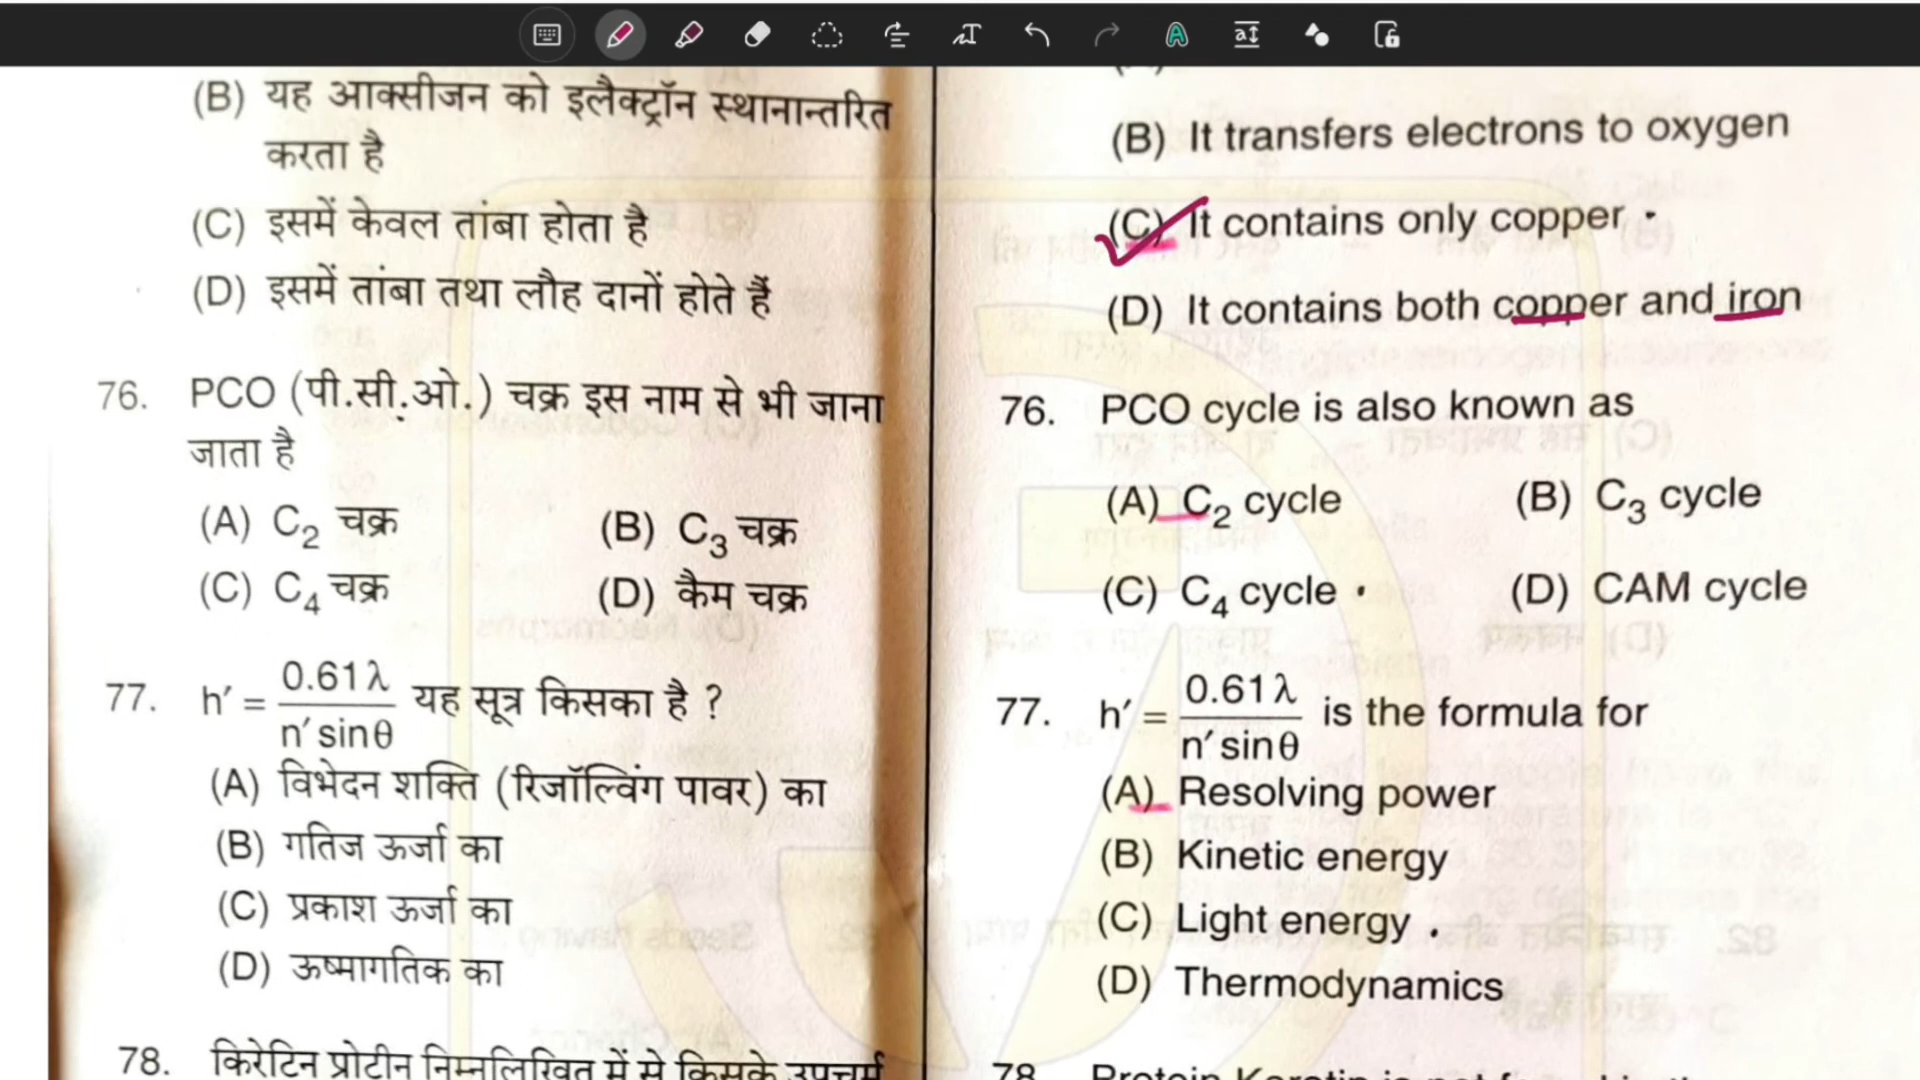 (B) यह आक्सीजन को इलैक्ट्रॉन स्थानान्तरित
करता है
(C) इसमें केवल तांबा होता है
(D) इसमें तांबा तथा लौह दानों होते हैं
76. PCO (पी.सी.ओ.) चक्र इस नाम से भी जाना
जाता है
(A) C₂ चक्र (B) C₃ चक्र
(C) C₄ चक्र (D) कैम चक्र
77. h′ = 0.61λ / n′ sinθ यह सूत्र किसका है ?
(A) विभेदन शक्ति (रिजॉल्विंग पावर) का
(B) गतिज ऊर्जा का
(C) प्रकाश ऊर्जा का
(D) ऊष्मागतिक का
78. किरेटिन प्रोटीन निम्नलिखित में से किसके उपचर्म
(B) It transfers electrons to oxygen
(C) It contains only copper
(D) It contains both copper and iron
76. PCO cycle is also known as
(A) C₂ cycle (B) C₃ cycle
(C) C₄ cycle (D) CAM cycle
77. h′ = 0.61λ / n′ sinθ is the formula for
(A) Resolving power
(B) Kinetic energy
(C) Light energy
(D) Thermodynamics
78. Protein Keratin is not found in the